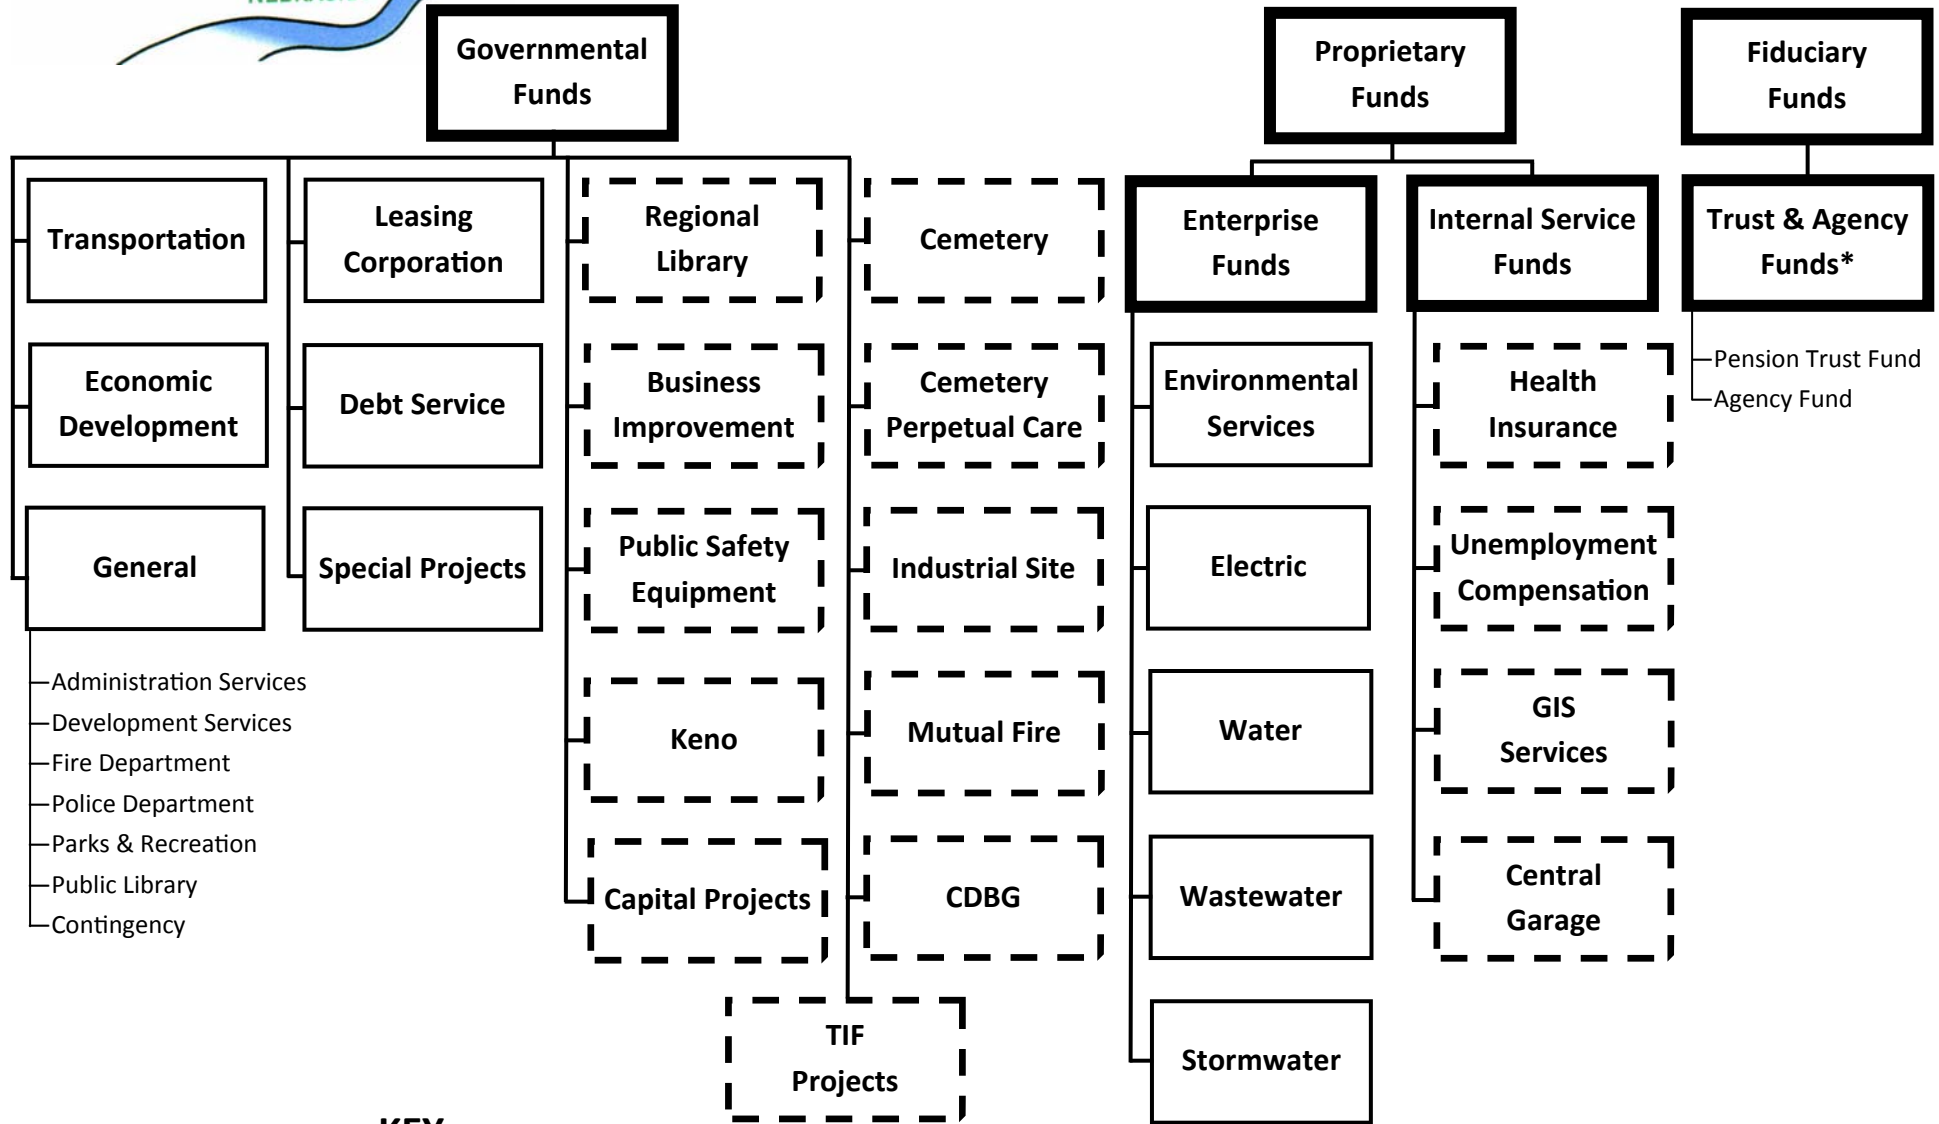 NEBRASKA
Governmental
Funds
Proprietary
Funds
Fiduciary
Funds
Transportation
Economic
Development
General
Administration Services
Development Services
Fire Department
Police Department
Parks & Recreation
Public Library
Contingency
Leasing
Corporation
Debt Service
Special Projects
Regional
Library
Business
Improvement
Public Safety
Equipment
Keno
Capital Projects
Cemetery
Cemetery
Perpetual Care
Industrial Site
Mutual Fire
CDBG
TIF
Projects
Enterprise
Funds
Environmental
Services
Electric
Water
Wastewater
Stormwater
Internal Service
Funds
Health
Insurance
Unemployment
Compensation
GIS
Services
Central
Garage
Trust & Agency
Funds*
Pension Trust Fund
Agency Fund
KEY